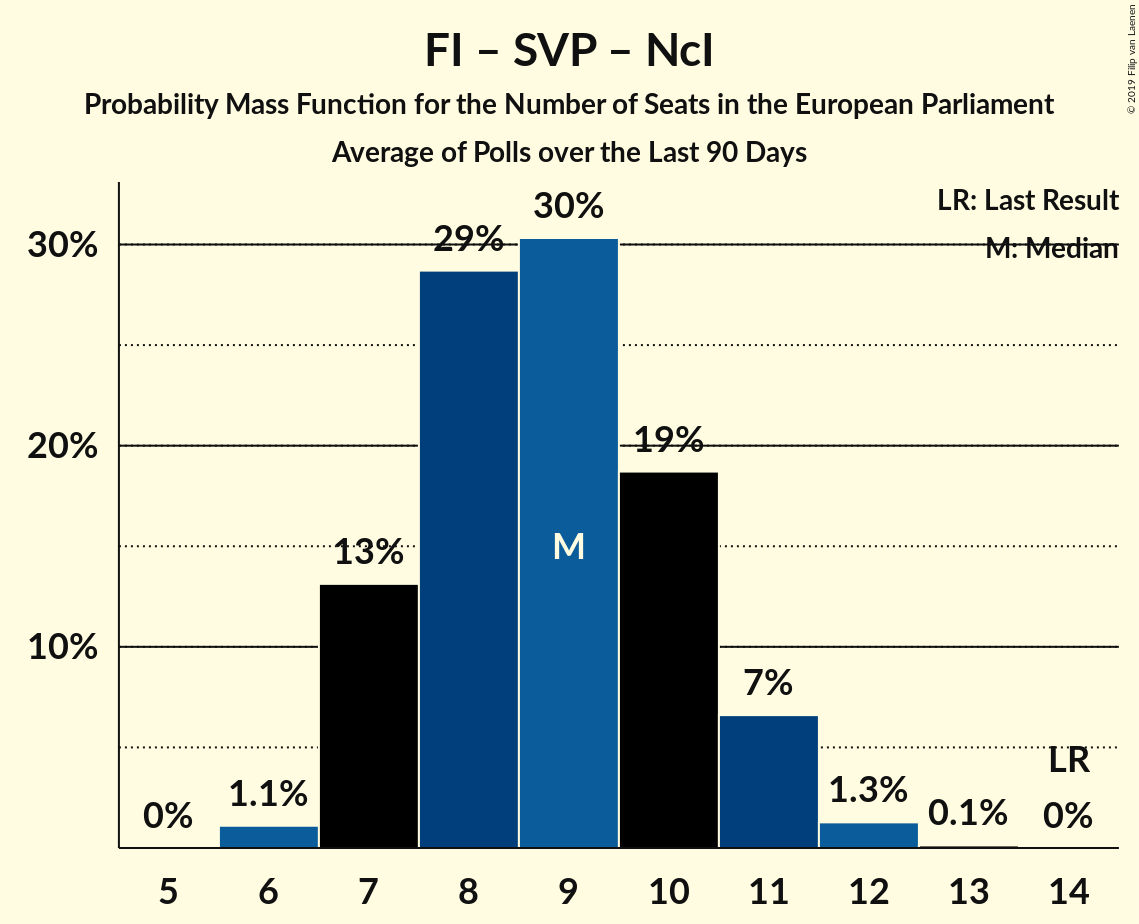 FI – SVP – NcI
Probability Mass Function for the Number of Seats in the European Parliament
Average of Polls over the Last 90 Days
© 2019 Filip van Laenen
LR: Last Result
M: Median
30%
20%
10%
0%
1.1%
13%
29%
30%
19%
7%
1.3%
0.1%
0%
M
LR
5 6 7 8 9 10 11 12 13 14